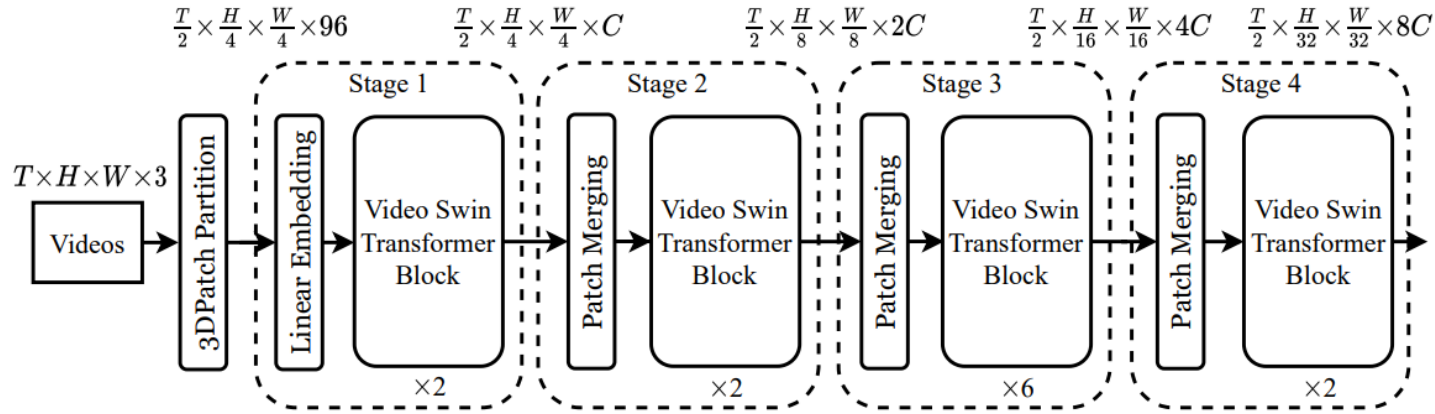 T/2 × H/4 × W/4 × 96
T/2 × H/4 × W/4 × C
T/2 × H/8 × W/8 × 2C
T/2 × H/16 × W/16 × 4C
T/2 × H/32 × W/32 × 8C
Stage 1
Stage 2
Stage 3
Stage 4
T×H×W×3
Videos
3DPatch Partition
Linear Embedding
Video Swin
Transformer
Block
×2
Patch Merging
Video Swin
Transformer
Block
×2
Patch Merging
Video Swin
Transformer
Block
×6
Patch Merging
Video Swin
Transformer
Block
×2